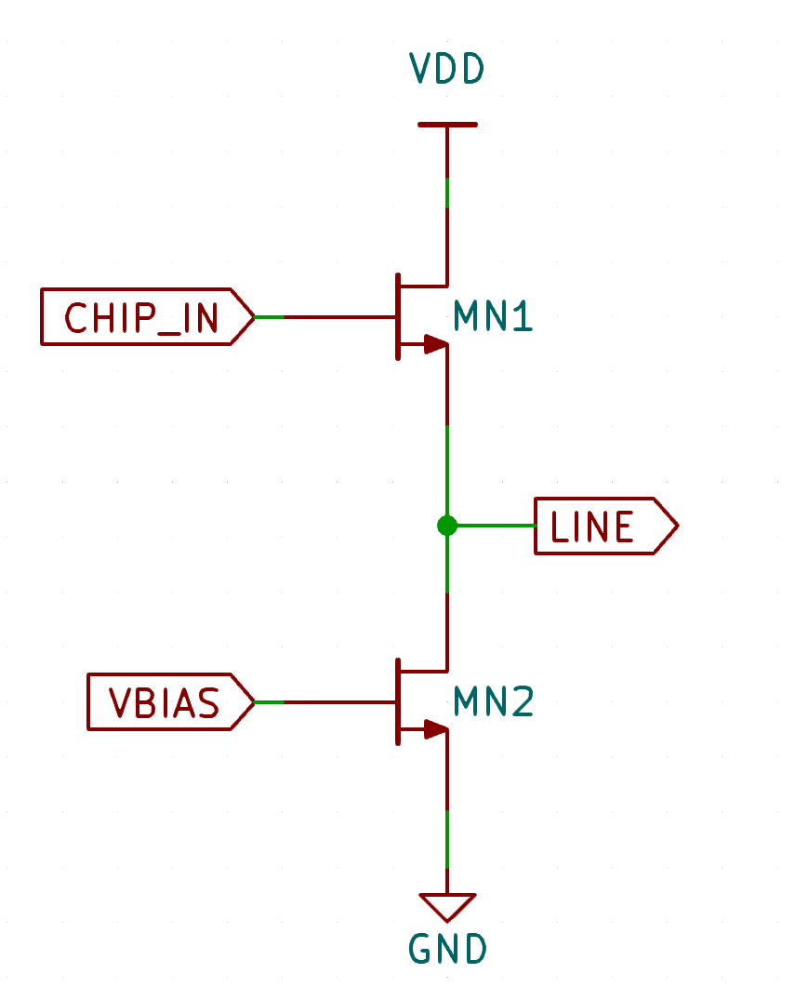 VDD
CHIP_IN
MN1
LINE
VBIAS
MN2
GND